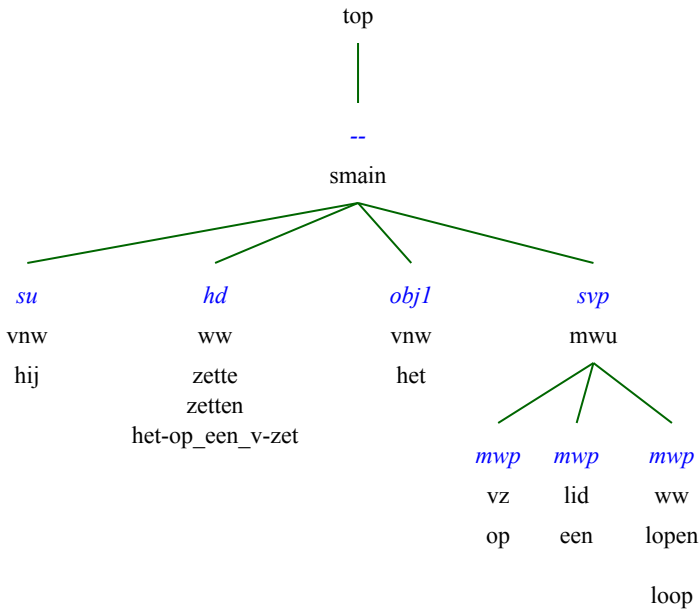 top
--
smain
su hd obj1 svp
vnw ww vnw mwu
hij zette het
zetten
het-op_een_v-zet
mwp mwp mwp
vz lid ww
op een lopen
loop